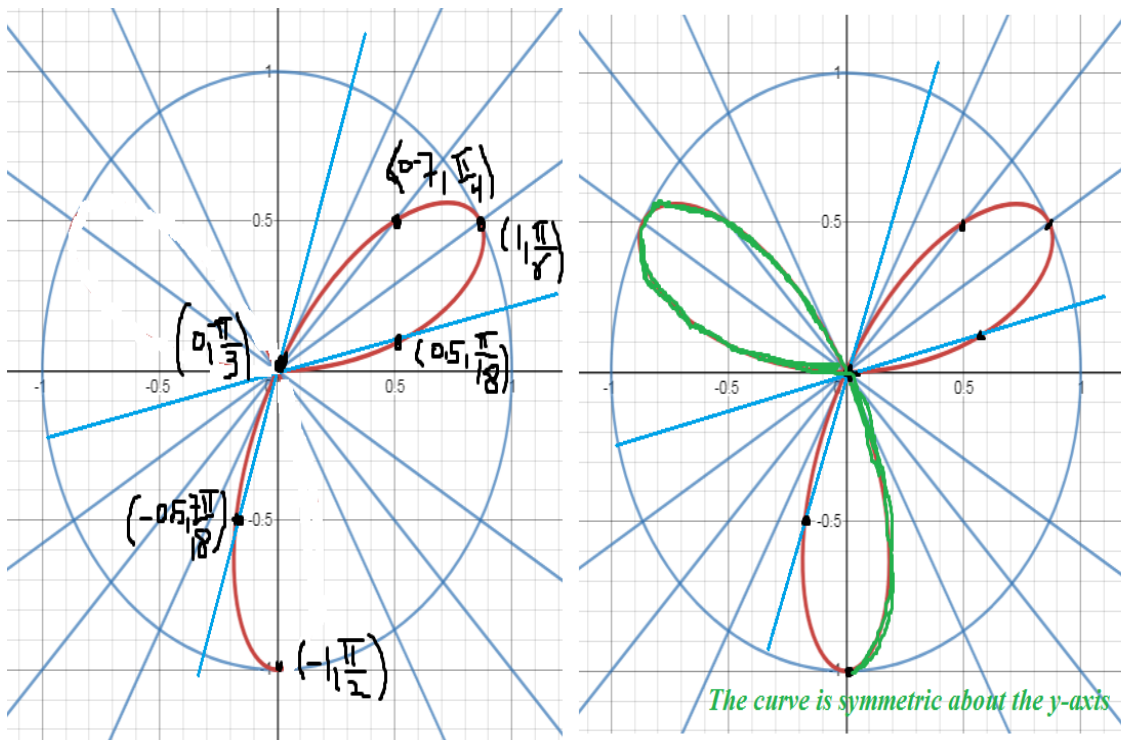 1
(0.7, π/4)
0.5
(1, π/γ)
(0, π/3)
(0.5, π/18)
-1
-0.5
0
0.5
1
(-0.5, 7π/18)
-0.5
-1
(-1, π/2)
1
0.5
-1
-0.5
0
0.5
1
-0.5
-1
The curve is symmetric about the y-axis